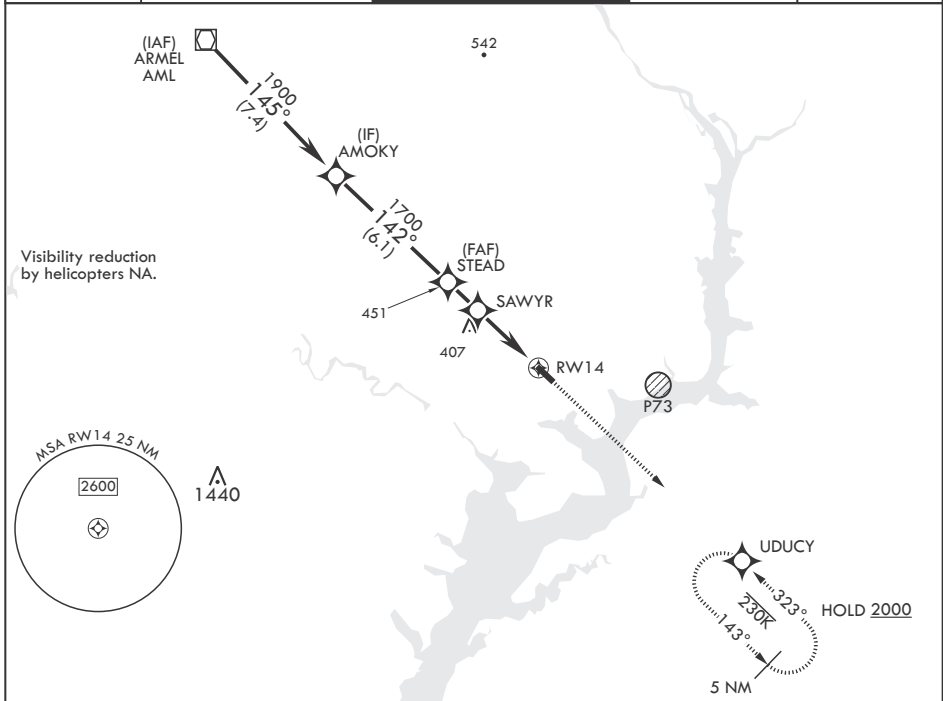 (IAF)
ARMEL
AML
542
1900
145°
(7.4)
(IF)
AMOKY
1700
142°
(6.1)
Visibility reduction
by helicopters NA.
(FAF)
STEAD
451
SAWYR
407
RW14
P73
MSA RW14 25 NM
2600
1440
UDUCY
323°
230K
143°
HOLD 2000
5 NM